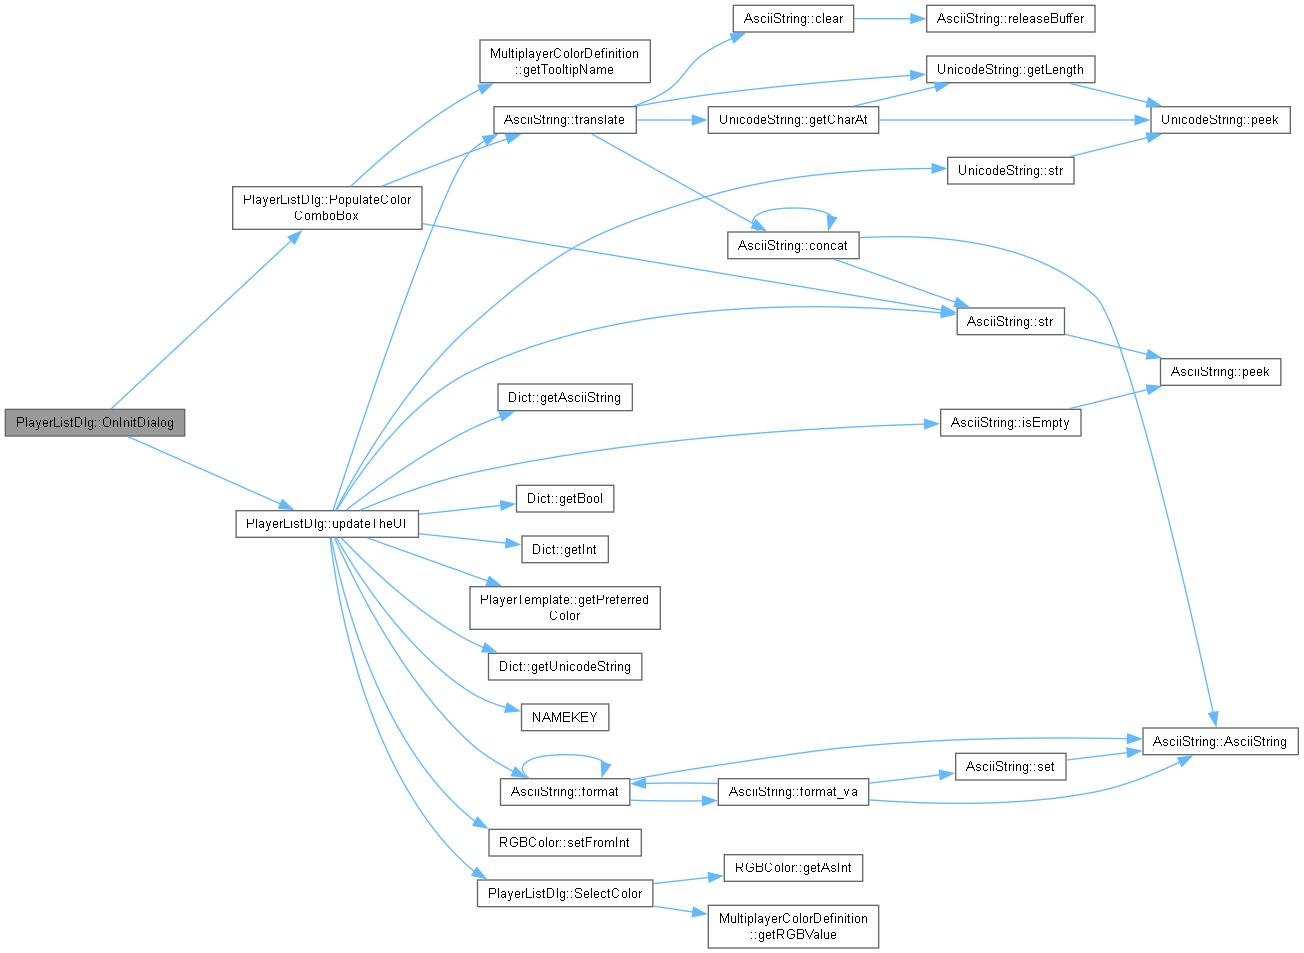 AsciiString::clear
AsciiString::releaseBuffer
MultiplayerColorDefinition
::getTooltipName
UnicodeString::getLength
AsciiString::translate
UnicodeString::getCharAt
UnicodeString::peek
UnicodeString::str
PlayerListDlg::PopulateColor
ComboBox
AsciiString::concat
AsciiString::str
AsciiString::peek
Dict::getAsciiString
PlayerListDlg::OnInitDialog
AsciiString::isEmpty
Dict::getBool
PlayerListDlg::updateTheUI
Dict::getInt
PlayerTemplate::getPreferred
Color
Dict::getUnicodeString
NAMEKEY
AsciiString::AsciiString
AsciiString::set
AsciiString::format
AsciiString::format_va
RGBColor::setFromInt
RGBColor::getAsInt
PlayerListDlg::SelectColor
MultiplayerColorDefinition
::getRGBValue